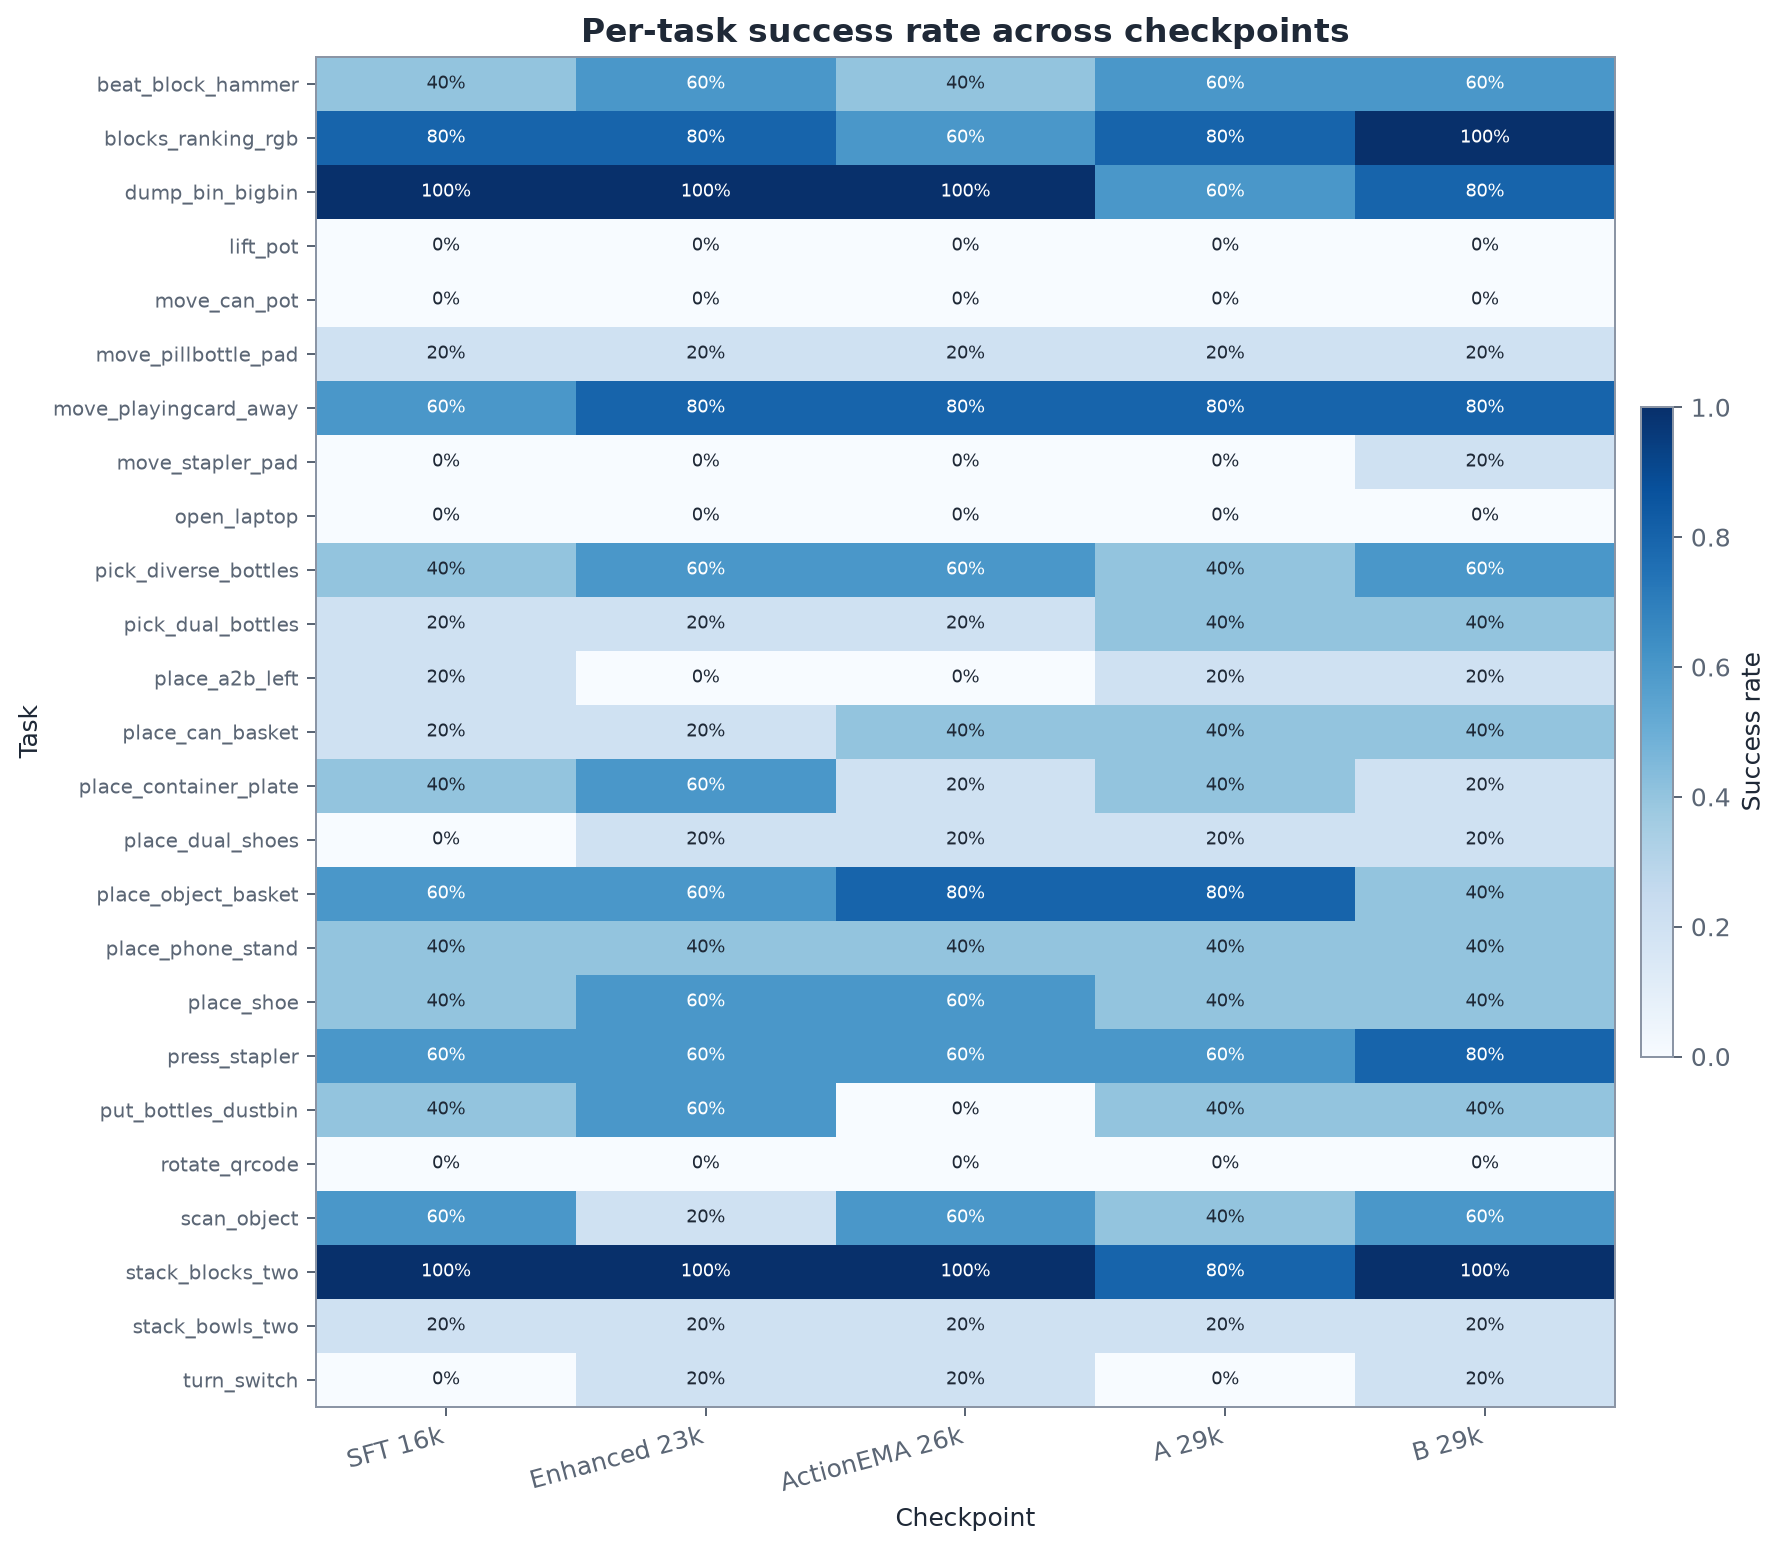 Per-task success rate across checkpoints
beat_block_hammer 40% 60% 40% 60% 60%
blocks_ranking_rgb 80% 80% 60% 80% 100%
dump_bin_bigbin 100% 100% 100% 60% 80%
lift_pot 0% 0% 0% 0% 0%
move_can_pot 0% 0% 0% 0% 0%
move_pillbottle_pad 20% 20% 20% 20% 20%
move_playingcard_away 60% 80% 80% 80% 80%
move_stapler_pad 0% 0% 0% 0% 20%
open_laptop 0% 0% 0% 0% 0%
pick_diverse_bottles 40% 60% 60% 40% 60%
pick_dual_bottles 20% 20% 20% 40% 40%
place_a2b_left 20% 0% 0% 20% 20%
place_can_basket 20% 20% 40% 40% 40%
place_container_plate 40% 60% 20% 40% 20%
place_dual_shoes 0% 20% 20% 20% 20%
place_object_basket 60% 60% 80% 80% 40%
place_phone_stand 40% 40% 40% 40% 40%
place_shoe 40% 60% 60% 40% 40%
press_stapler 60% 60% 60% 60% 80%
put_bottles_dustbin 40% 60% 0% 40% 40%
rotate_qrcode 0% 0% 0% 0% 0%
scan_object 60% 20% 60% 40% 60%
stack_blocks_two 100% 100% 100% 80% 100%
stack_bowls_two 20% 20% 20% 20% 20%
turn_switch 0% 20% 20% 0% 20%
SFT 16k Enhanced 23k ActionEMA 26k A 29k B 29k
Checkpoint
Task
1.0
0.8
0.6
0.4
0.2
0.0
Success rate